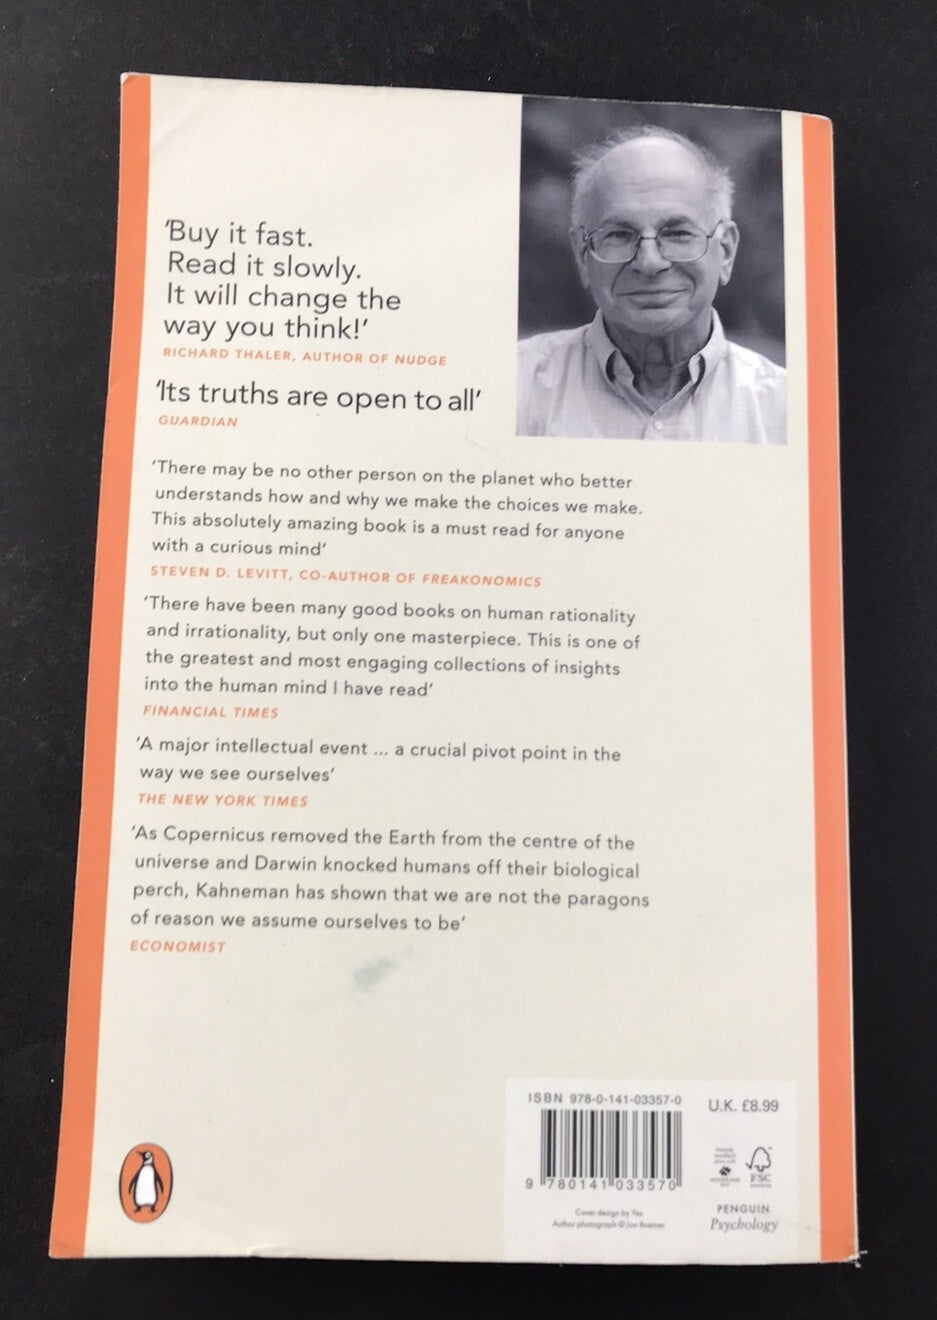 'Buy it fast.
Read it slowly.
It will change the
way you think!'
RICHARD THALER, AUTHOR OF NUDGE
'Its truths are open to all'
GUARDIAN
'There may be no other person on the planet who better
understands how and why we make the choices we make.
This absolutely amazing book is a must read for anyone
with a curious mind'
STEVEN D. LEVITT, CO-AUTHOR OF FREAKONOMICS
'There have been many good books on human rationality
and irrationality, but only one masterpiece. This is one of
the greatest and most engaging collections of insights
into the human mind I have read'
FINANCIAL TIMES
'A major intellectual event ... a crucial pivot point in the
way we see ourselves'
THE NEW YORK TIMES
'As Copernicus removed the Earth from the centre of the
universe and Darwin knocked humans off their biological
perch, Kahneman has shown that we are not the paragons
of reason we assume ourselves to be'
ECONOMIST
ISBN 978-0-141-03357-0
9 780141 033570
Cover design by Yes
Author photograph © Jon Roemer
U.K. £8.99
FSC
PENGUIN
Psychology